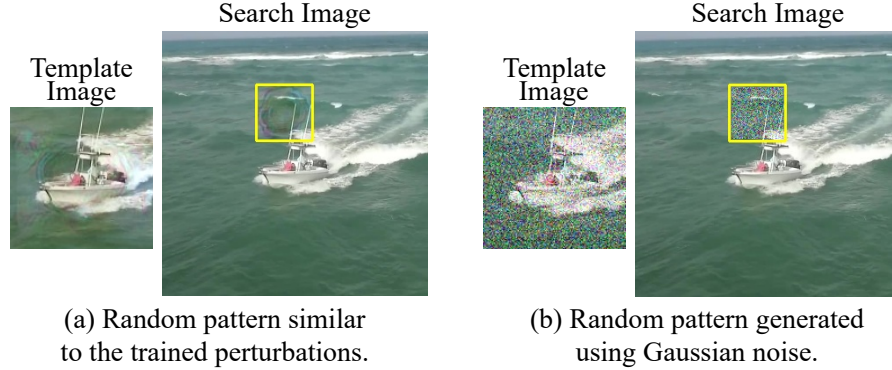 Search Image
Template
Image
(a) Random pattern similar
to the trained perturbations.
Search Image
Template
Image
(b) Random pattern generated
using Gaussian noise.